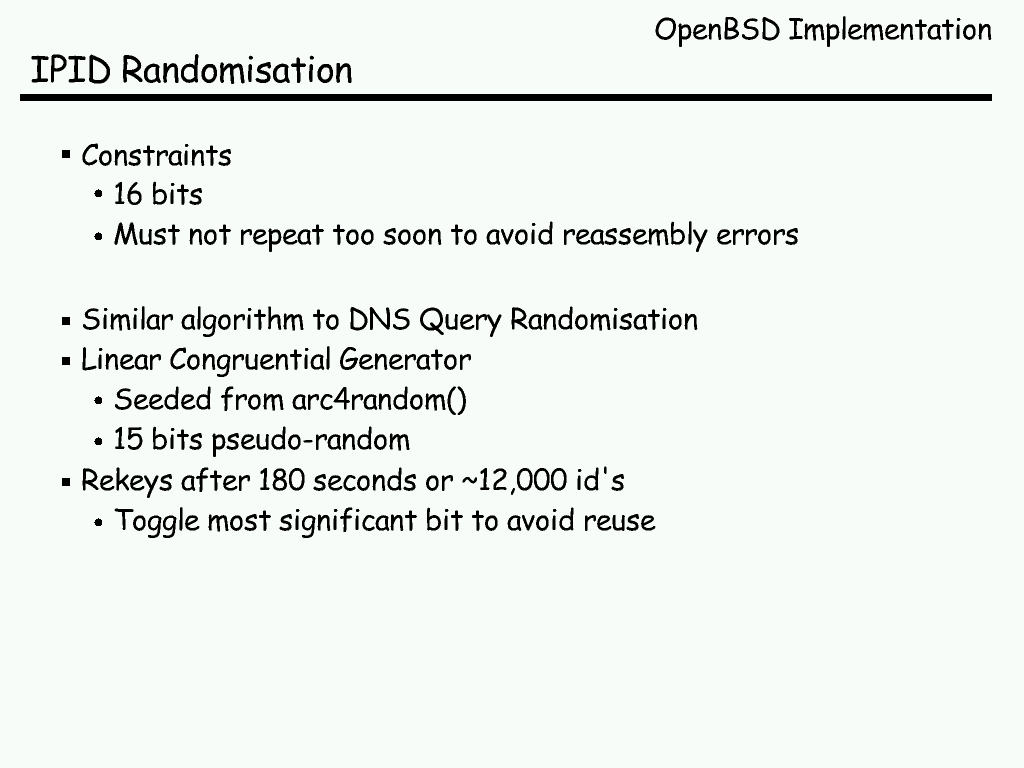 OpenBSD Implementation
IPID Randomisation
▪ Constraints
• 16 bits
• Must not repeat too soon to avoid reassembly errors
▪ Similar algorithm to DNS Query Randomisation
▪ Linear Congruential Generator
• Seeded from arc4random()
• 15 bits pseudo-random
▪ Rekeys after 180 seconds or ~12,000 id's
• Toggle most significant bit to avoid reuse